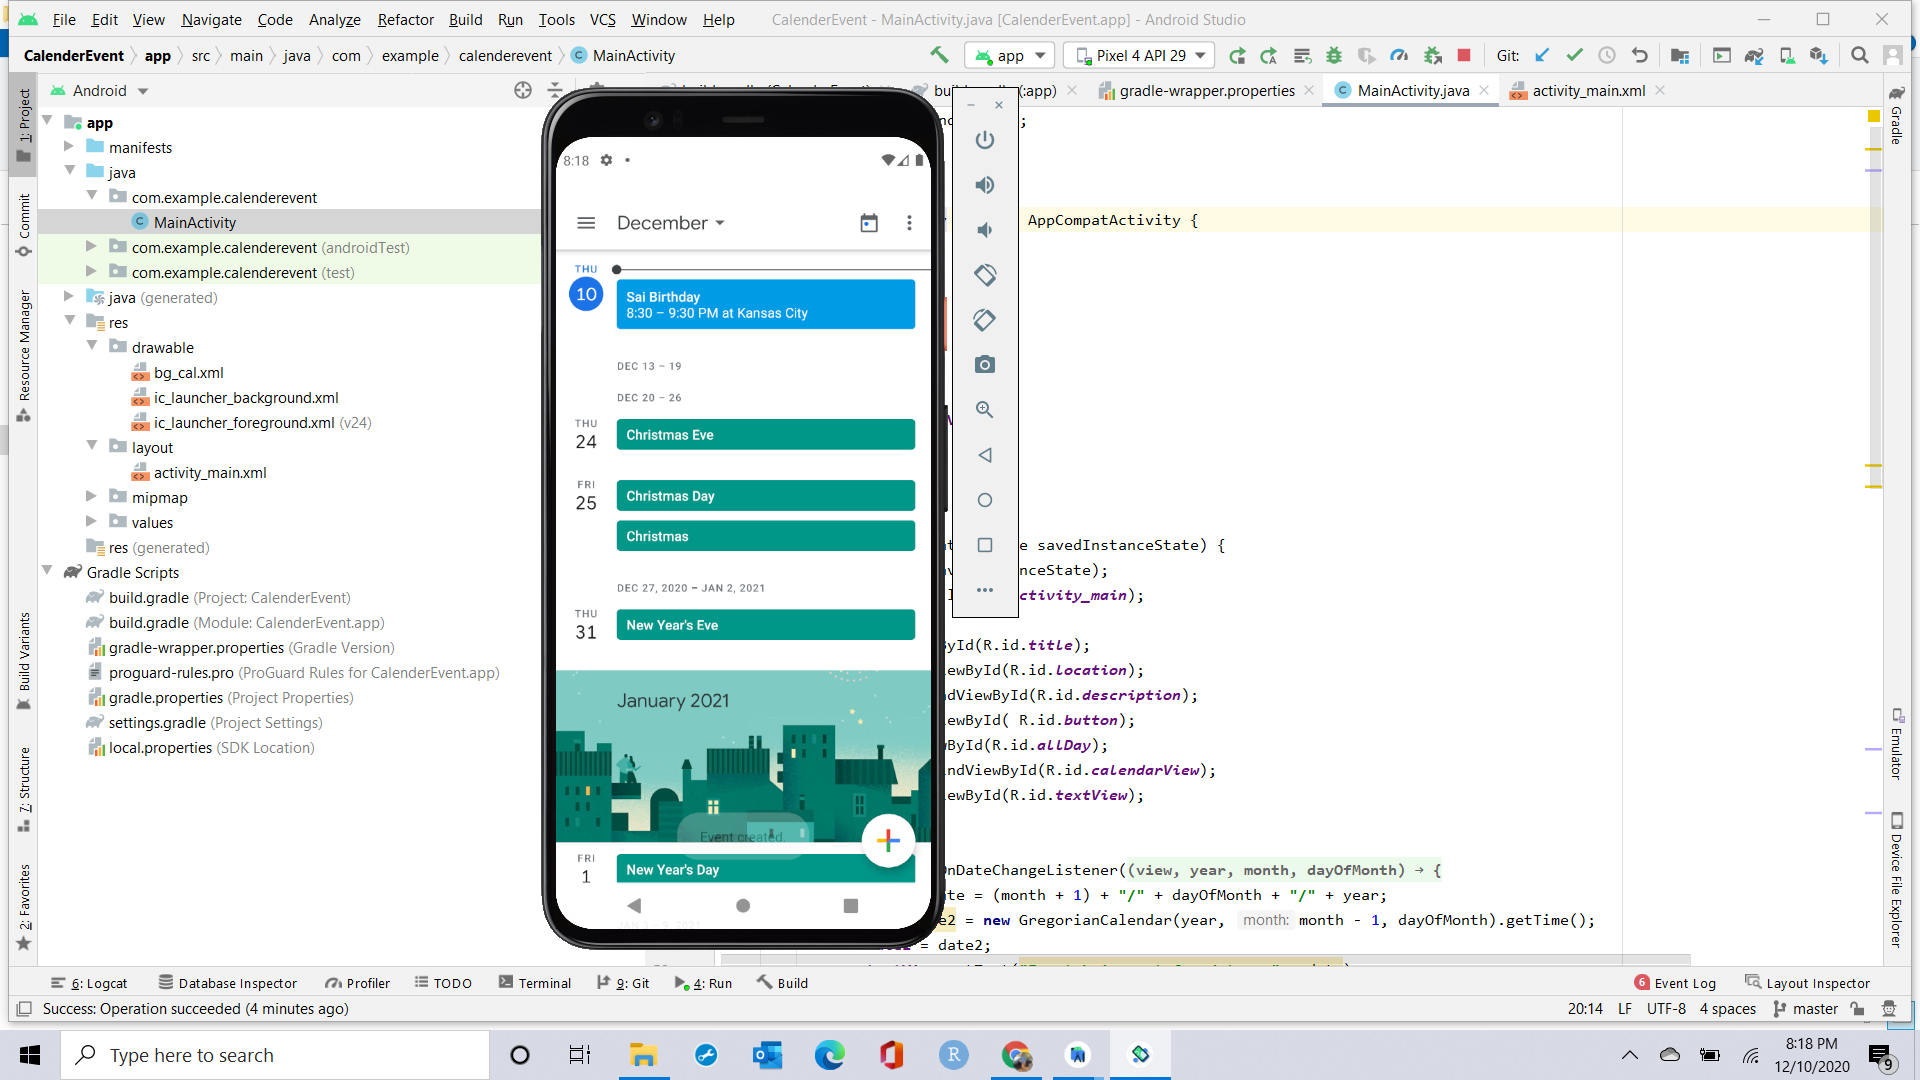 File Edit View Navigate Code Analyze Refactor Build Run Tools VCS Window Help CalenderEvent - MainActivity.java [CalenderEvent.app] - Android Studio
CalenderEvent app src main java com example calenderevent MainActivity app Pixel 4 API 29 Git:
Android (:app) gradle-wrapper.properties MainActivity.java activity_main.xml
1: Project
Commit
Resource Manager
Build Variants
7: Structure
2: Favorites
app
manifests
java
com.example.calenderevent
MainActivity
com.example.calenderevent (androidTest)
com.example.calenderevent (test)
java (generated)
res
drawable
bg_cal.xml
ic_launcher_background.xml
ic_launcher_foreground.xml (v24)
layout
activity_main.xml
mipmap
values
res (generated)
Gradle Scripts
build.gradle (Project: CalenderEvent)
build.gradle (Module: CalenderEvent.app)
gradle-wrapper.properties (Gradle Version)
proguard-rules.pro (ProGuard Rules for CalenderEvent.app)
gradle.properties (Project Properties)
settings.gradle (Project Settings)
local.properties (SDK Location)
8:18
December
THU
10
Sai Birthday
8:30 – 9:30 PM at Kansas City
DEC 13 – 19
DEC 20 – 26
THU
24
Christmas Eve
FRI
25
Christmas Day
Christmas
DEC 27, 2020 – JAN 2, 2021
THU
31
New Year's Eve
January 2021
Event created.
FRI
1
New Year's Day
;
AppCompatActivity {
e savedInstanceState) {
nceState);
ctivity_main);
yId(R.id.title);
ewById(R.id.location);
ndViewById(R.id.description);
ewById( R.id.button);
yId(R.id.allDay);
ndViewById(R.id.calendarView);
ewById(R.id.textView);
nDateChangeListener((view, year, month, dayOfMonth) → {
te = (month + 1) + "/" + dayOfMonth + "/" + year;
e2 = new GregorianCalendar(year, month: month - 1, dayOfMonth).getTime();
= date2;
Gradle
Emulator
Device File Explorer
6: Logcat Database Inspector Profiler TODO Terminal 9: Git 4: Run Build 6 Event Log Layout Inspector
Success: Operation succeeded (4 minutes ago) 20:14 LF UTF-8 4 spaces master
Type here to search
R
8:18 PM
12/10/2020
9